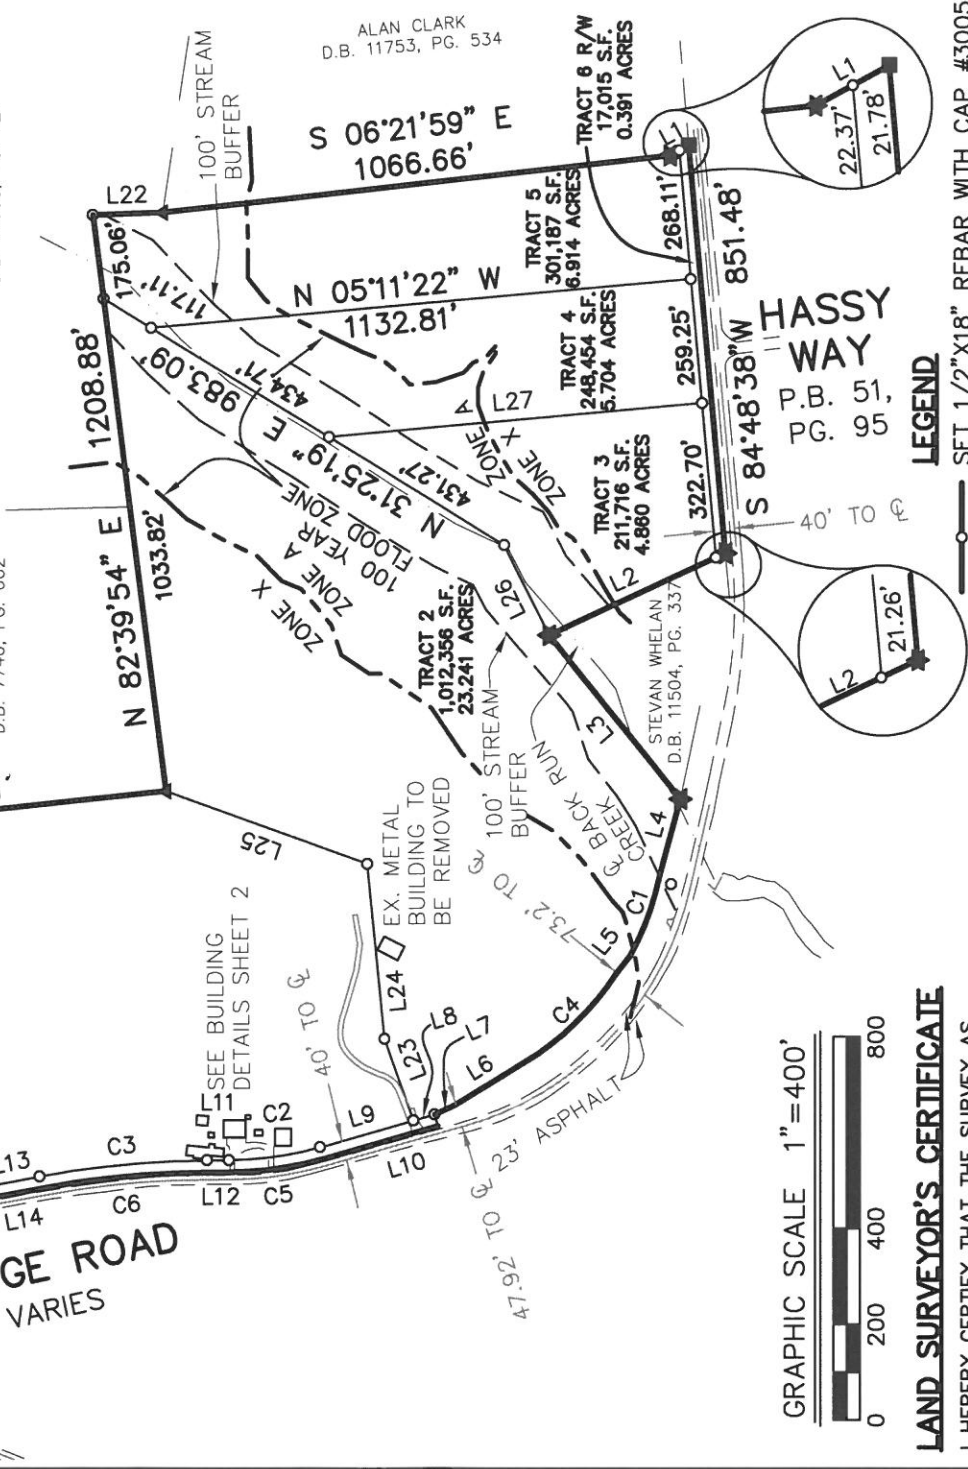 ALAN CLARK
D.B. 11753, PG. 534
100' STREAM
BUFFER
L22
S 06°21'59" E
1066.66'
TRACT 6 R/W
17,015 S.F.
0.391 ACRES
L1
L1
22.37'
21.78'
175.06'
117.11'
1208.88'
983.09'
434.71'
N 05°11'22" W
1132.81'
TRACT 5
301,187 S.F.
6.914 ACRES
268.11'
851.48'
TRACT 4
248,454 S.F.
5.704 ACRES
259.25'
L27
ZONE A
ZONE X
N 31°25'19" E
431.27'
TRACT 3
211,716 S.F.
4.860 ACRES
322.70'
S 84°48'38"W
HASSY
WAY
P.B. 51,
PG. 95
40' TO ℄
N 82°39'54" E
1033.82'
100 YEAR
FLOOD ZONE
ZONE A
ZONE X
TRACT 2
1,012,356 S.F.
23.241 ACRES
L26
L2
L2
21.26'
STEVAN WHELAN
D.B. 11504, PG. 337
L3
L4
100' STREAM
BUFFER
℄ BACK RUN
CREEK
L25
EX. METAL
BUILDING TO
BE REMOVED
73.2' TO ℄
C1
L5
C4
SEE BUILDING
DETAILS SHEET 2
L24
L23
L8
L7
L6
40' TO ℄
L11
C2
L9
C3
L13
L14
C6
L12
C5
L10
23' ASPHALT
47.92' TO ℄
GE ROAD
VARIES
LEGEND
SET 1/2"X18" REBAR WITH CAP #3005
GRAPHIC SCALE 1"=400'
0 200 400 800
LAND SURVEYOR'S CERTIFICATE
I HEREBY CERTIFY THAT THE SURVEY AS